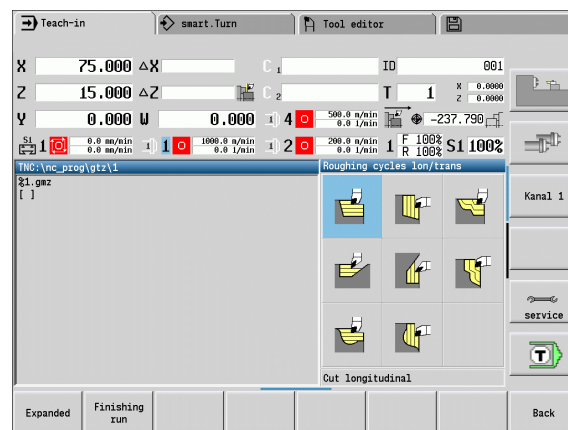 Teach-in smart.Turn Tool editor
X 75.000 ΔX C 1 ID 001
Z 15.000 ΔZ C 2 T 1 X 0.0000
Z 0.0000
Y 0.000 W 0.000 4 500.0 m/min -237.790
0.0 1/min
S1 1 0.0 mm/min 1 1000.0 m/min 2 200.0 m/min 1 F 100% S1 100%
0.0 mm/min 0.0 1/min 0.0 1/min R 100%
TNC:\nc_prog\gtz\1 Roughing cycles lon/trans
%1.gmz
[ ]
Kanal 1
service
T
Cut longitudinal
Expanded Finishing run Back